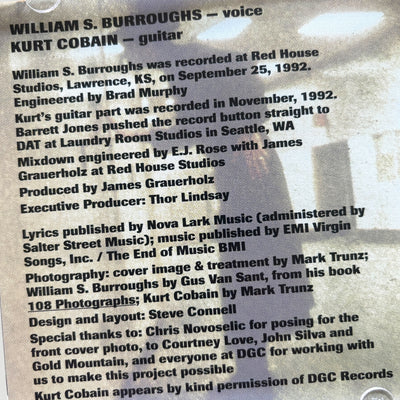 WILLIAM S. BURROUGHS – voice
KURT COBAIN – guitar
William S. Burroughs was recorded at Red House
Studios, Lawrence, KS, on September 25, 1992.
Engineered by Brad Murphy
Kurt's guitar part was recorded in November, 1992.
Barrett Jones pushed the record button straight to
DAT at Laundry Room Studios in Seattle, WA
Mixdown engineered by E.J. Rose with James
Grauerholz at Red House Studios
Produced by James Grauerholz
Executive Producer: Thor Lindsay
Lyrics published by Nova Lark Music (administered by
Salter Street Music); music published by EMI Virgin
Songs, Inc. / The End of Music BMI
Photography: cover image & treatment by Mark Trunz;
William S. Burroughs by Gus Van Sant, from his book
108 Photographs; Kurt Cobain by Mark Trunz
Design and layout: Steve Connell
Special thanks to: Chris Novoselic for posing for the
front cover photo, to Courtney Love, John Silva and
Gold Mountain, and everyone at DGC for working with
us to make this project possible
Kurt Cobain appears by kind permission of DGC Records